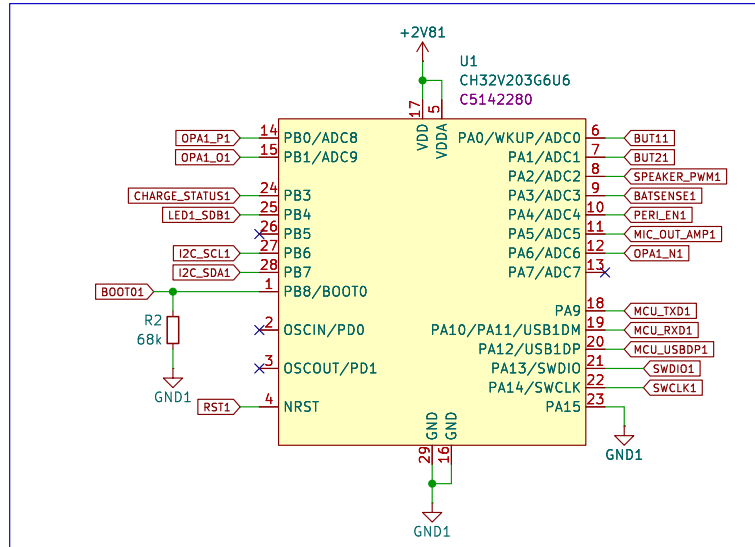 +2V81
U1
CH32V203G6U6
C5142280
17 VDD
5 VDDA
OPA1_P1 14 PB0/ADC8
OPA1_O1 15 PB1/ADC9
CHARGE_STATUS1 24 PB3
LED1_SDB1 25 PB4
26 PB5
I2C_SCL1 27 PB6
I2C_SDA1 28 PB7
BOOT01 1 PB8/BOOT0
R2
68k
GND1
2 OSCIN/PD0
3 OSCOUT/PD1
RST1 4 NRST
PA0/WKUP/ADC0 6 BUT11
PA1/ADC1 7 BUT21
PA2/ADC2 8 SPEAKER_PWM1
PA3/ADC3 9 BATSENSE1
PA4/ADC4 10 PERI_EN1
PA5/ADC5 11 MIC_OUT_AMP1
PA6/ADC6 12 OPA1_N1
PA7/ADC7 13
PA9 18 MCU_TXD1
PA10/PA11/USB1DM 19 MCU_RXD1
PA12/USB1DP 20 MCU_USBDP1
PA13/SWDIO 21 SWDIO1
PA14/SWCLK 22 SWCLK1
PA15 23
GND1
GND 29
GND 16
GND1